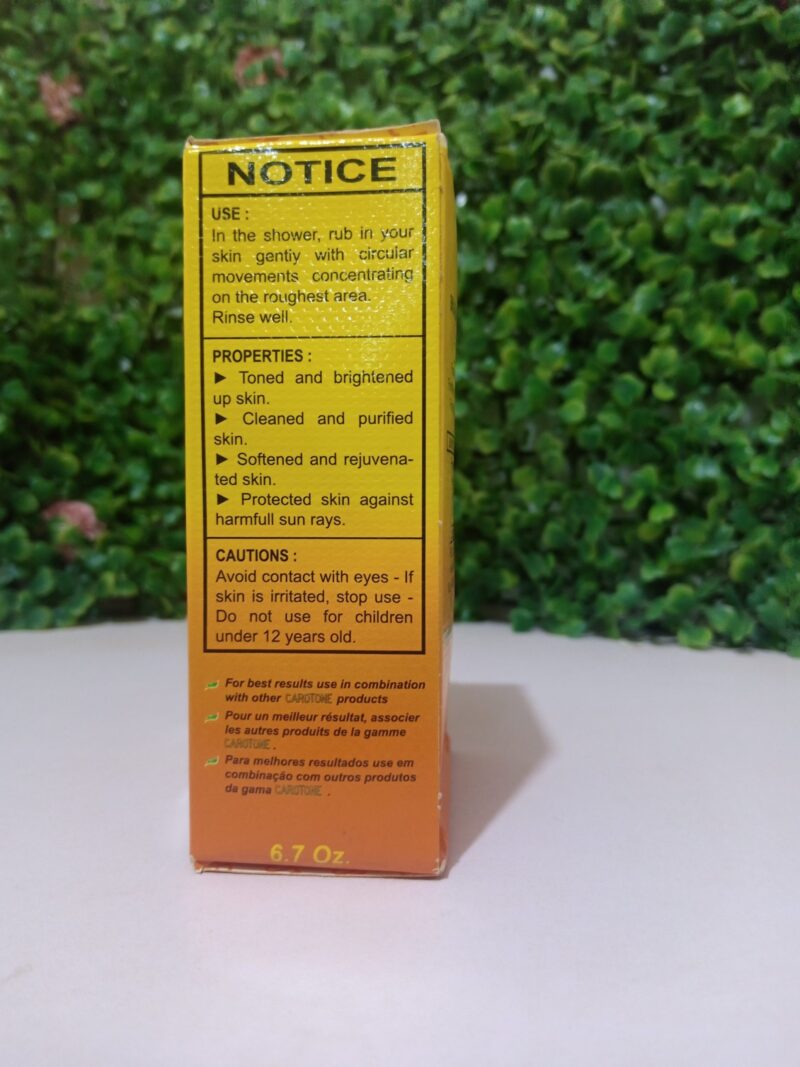 NOTICE
USE :
In the shower, rub in your
skin gently with circular
movements concentrating
on the roughest area.
Rinse well.
PROPERTIES :
► Toned and brightened
up skin.
► Cleaned and purified
skin.
► Softened and rejuvena-
ted skin.
► Protected skin against
harmfull sun rays.
CAUTIONS :
Avoid contact with eyes - If
skin is irritated, stop use -
Do not use for children
under 12 years old.
For best results use in combination
with other CAROTONE products
Pour un meilleur résultat, associer
les autres produits de la gamme
CAROTONE .
Para melhores resultados use em
combinação com outros produtos
da gama CAROTONE .
6.7 Oz.